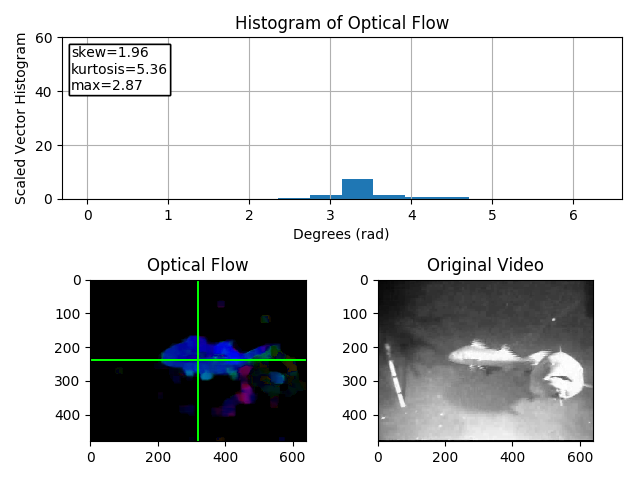 Histogram of Optical Flow
Scaled Vector Histogram
60
40
20
0
skew=1.96
kurtosis=5.36
max=2.87
0 1 2 3 4 5 6
Degrees (rad)
Optical Flow
0
100
200
300
400
0 200 400 600
Original Video
0
100
200
300
400
0 200 400 600